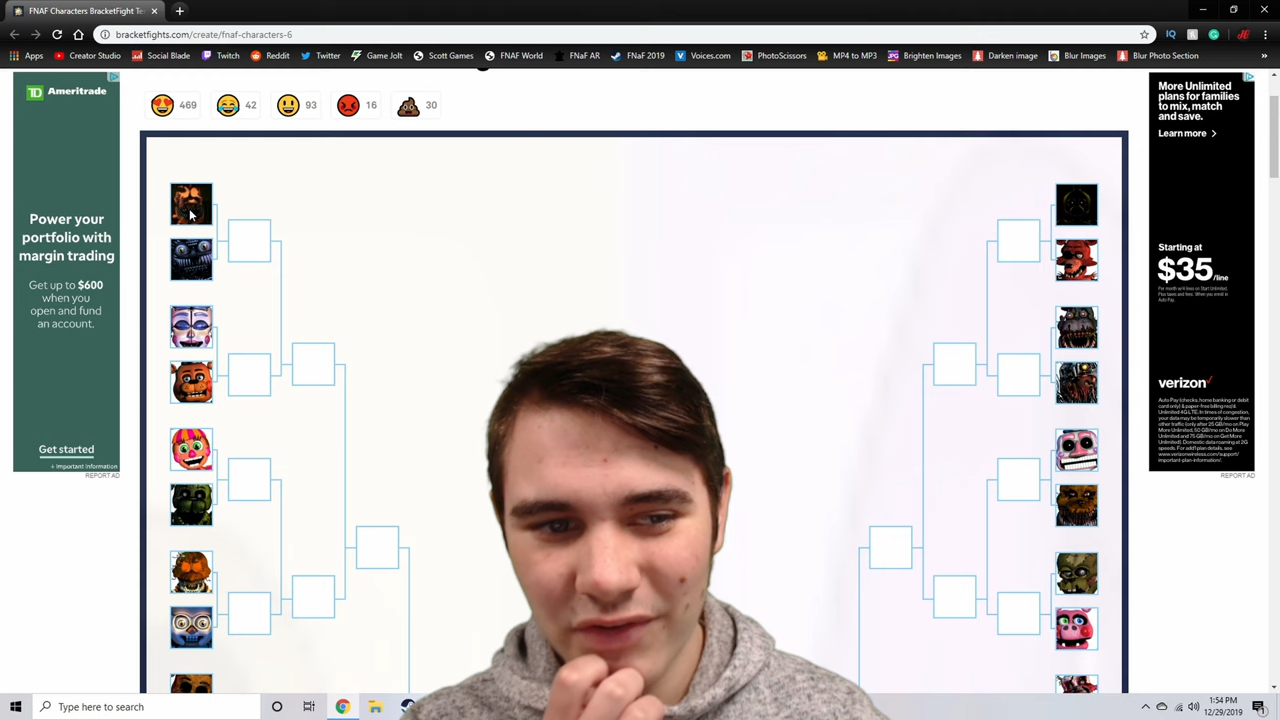 FNAF Characters BracketFight Te
bracketfights.com/create/fnaf-characters-6
Apps
Creator Studio
Social Blade
Twitch
Reddit
Twitter
Game Jolt
Scott Games
FNAF World
FNaF AR
FNaF 2019
Voices.com
PhotoScissors
MP4 to MP3
Brighten Images
Darken image
Blur Images
Blur Photo Section
469
42
93
16
30
TD Ameritrade
Power your
portfolio with
margin trading
Get up to $600
when you
open and fund
an account.
Get started
+ Important Information
REPORT AD
More Unlimited
plans for families
to mix, match
and save.
Learn more
Starting at
$35/line
verizon
REPORT AD
Type here to search
1:54 PM
12/29/2019